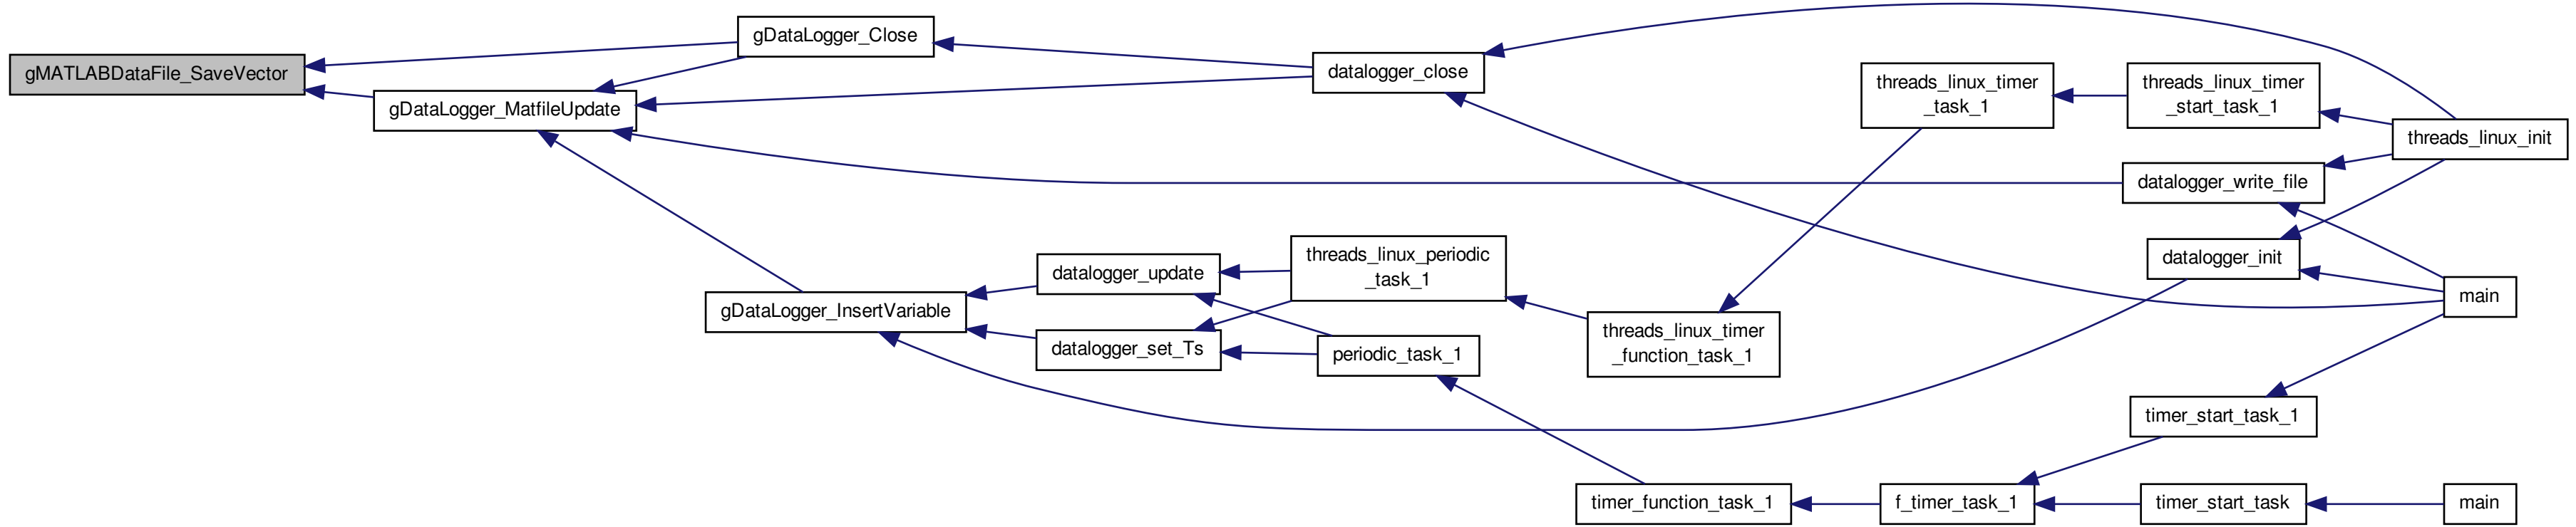 gMATLABDataFile_SaveVector
gDataLogger_Close
gDataLogger_MatfileUpdate
datalogger_close
threads_linux_timer
_task_1
threads_linux_timer
_start_task_1
threads_linux_init
datalogger_write_file
datalogger_init
main
gDataLogger_InsertVariable
datalogger_update
datalogger_set_Ts
threads_linux_periodic
_task_1
periodic_task_1
threads_linux_timer
_function_task_1
timer_start_task_1
timer_function_task_1
f_timer_task_1
timer_start_task
main